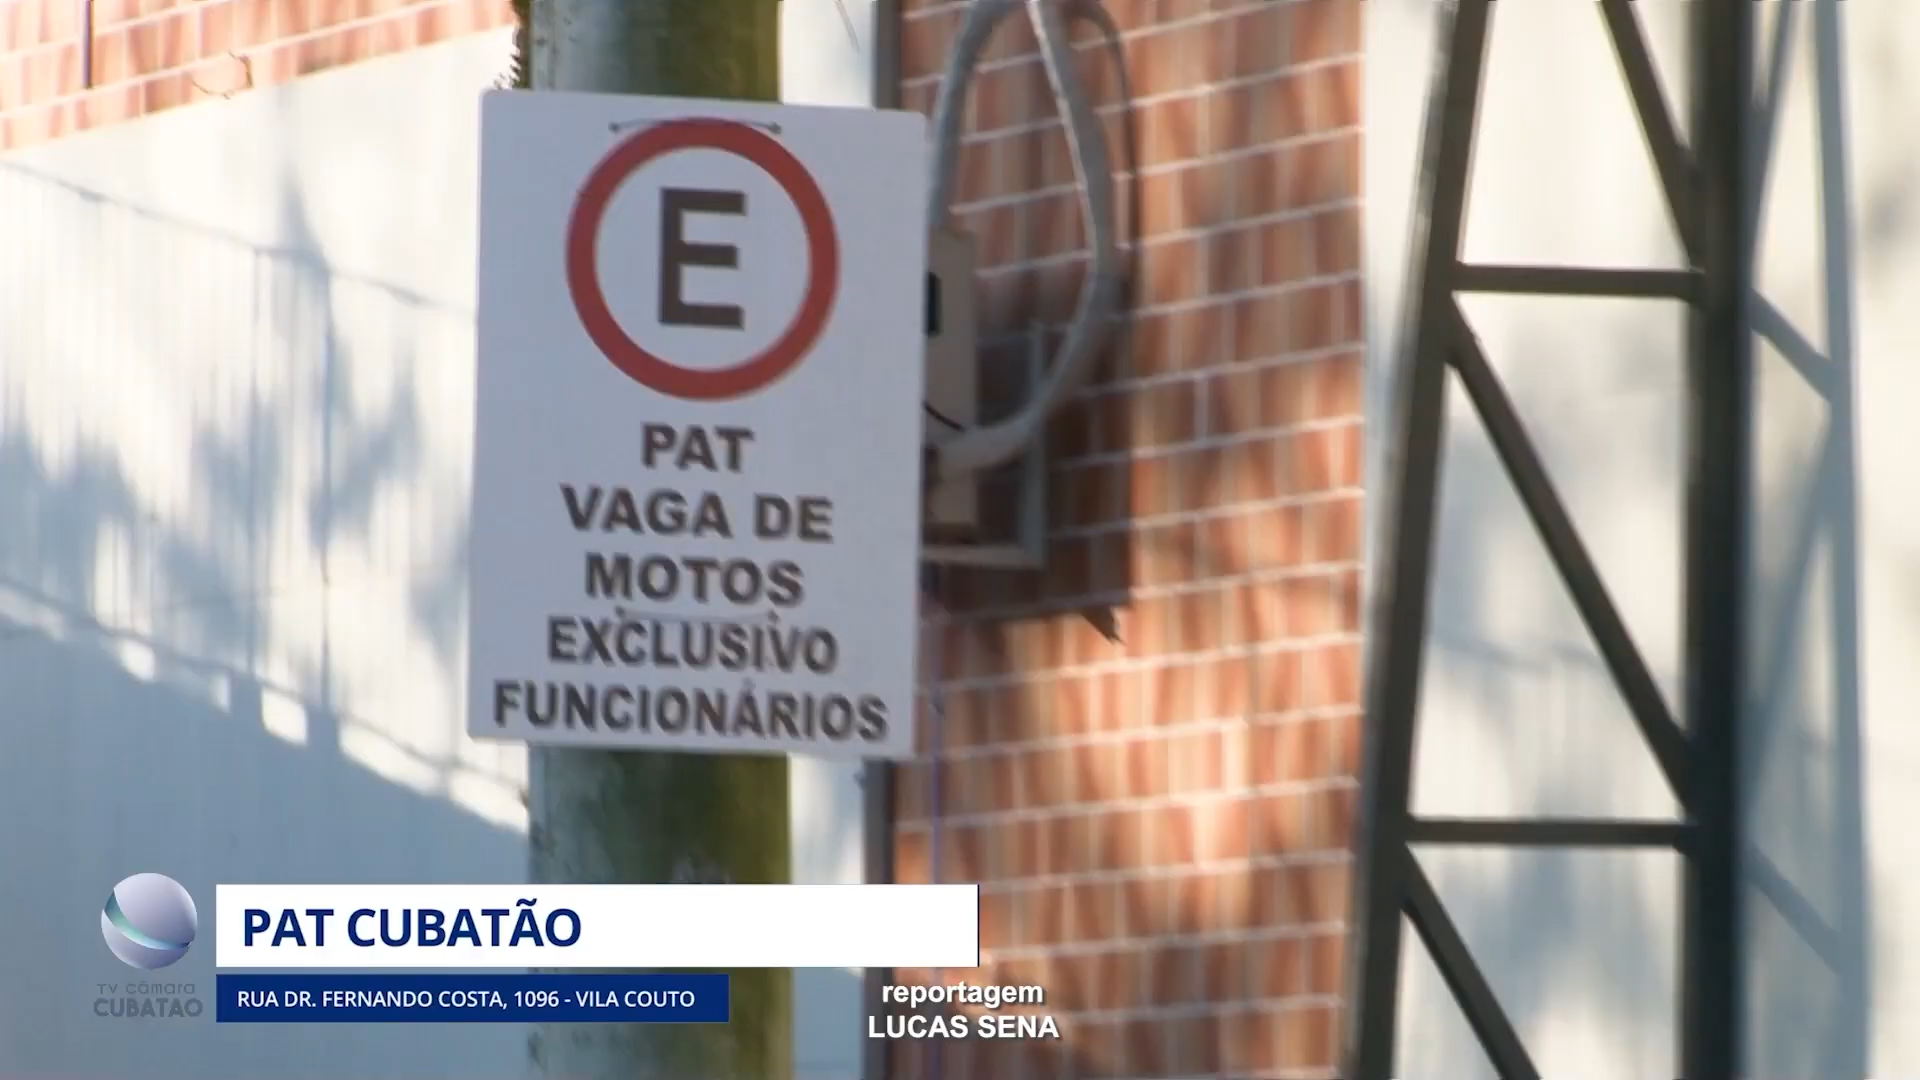 E
PAT
VAGA DE
MOTOS
EXCLUSIVO
FUNCIONÁRIOS
PAT CUBATÃO
RUA DR. FERNANDO COSTA, 1096 - VILA COUTO
TV CÂMARA
CUBATÃO
reportagem
LUCAS SENA